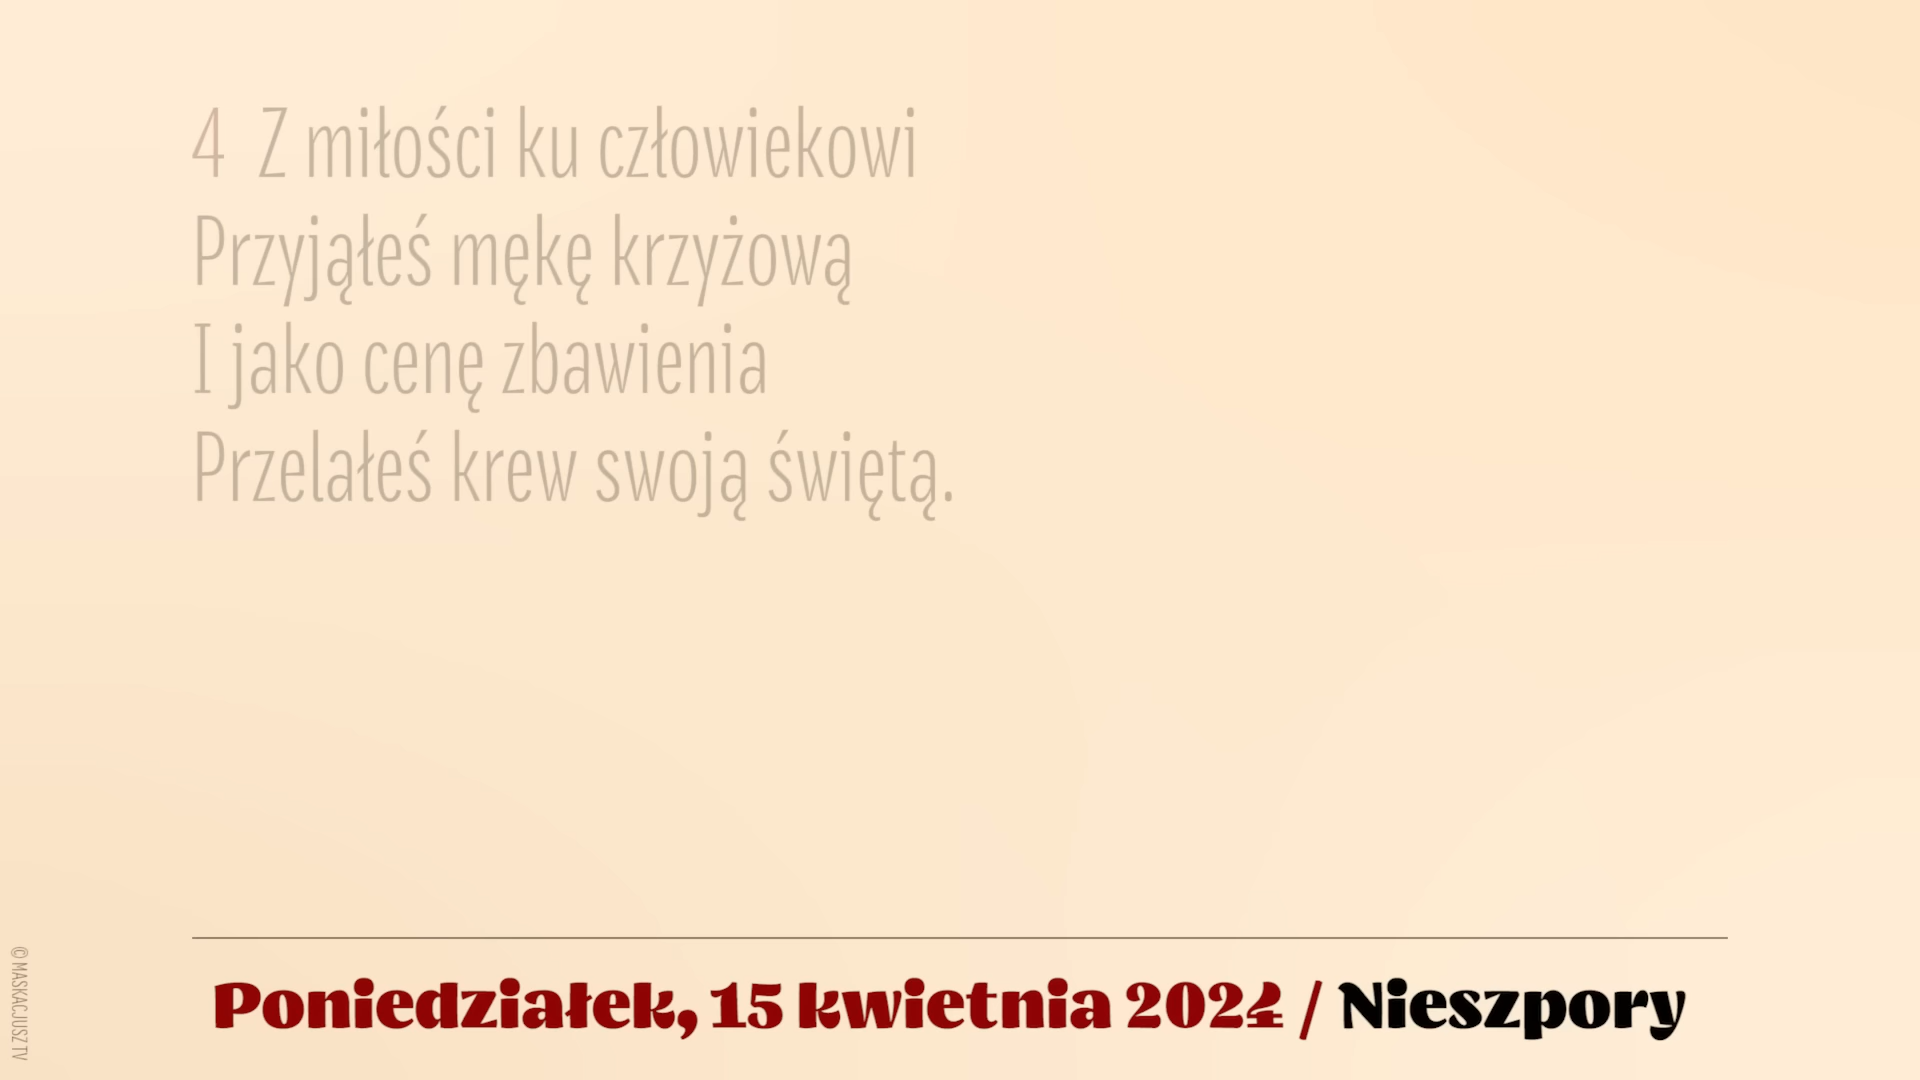 4 Z miłości ku człowiekowi
Przyjąłeś mękę krzyżową
I jako cenę zbawienia
Przelałeś krew swoją świętą.
Poniedziałek, 15 kwietnia 2024 / Nieszpory
© MASKACJUSZ TV